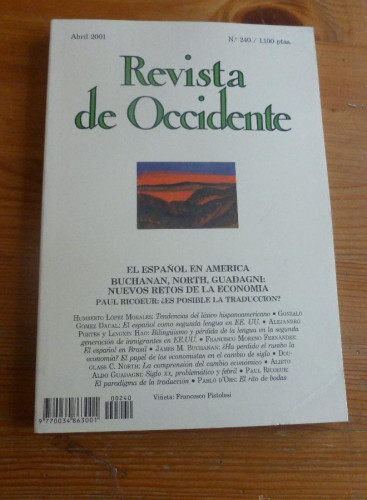 Abril 2001
N.º 240 / 1.100 ptas.
Revista
de Occidente
EL ESPAÑOL EN AMERICA
BUCHANAN, NORTH, GUADAGNI:
NUEVOS RETOS DE LA ECONOMIA
PAUL RICOEUR: ¿ES POSIBLE LA TRADUCCION?
HUMBERTO LÓPEZ MORALES: Tendencias del léxico hispanoamericano • GONZALO
GÓMEZ DACAL: El español como segunda lengua en EE. UU. • ALEJANDRO
PORTES y LINGXIN HAO: Bilingüismo y pérdida de la lengua en la segunda
generación de inmigrantes en EE.UU. • FRANCISCO MORENO FERNÁNDEZ:
El español en Brasil • JAMES M. BUCHANAN: ¿Ha perdido el rumbo la
economía? El papel de los economistas en el cambio de siglo • DOU-
GLASS C. NORTH: La comprensión del cambio económico • ALIETO
ALDO GUADAGNI: Siglo XX, problemático y febril • PAUL RICOEUR:
El paradigma de la traducción • PABLO D'ORS: El rito de bodas
00240
9 770034 863001
Viñeta: Francesco